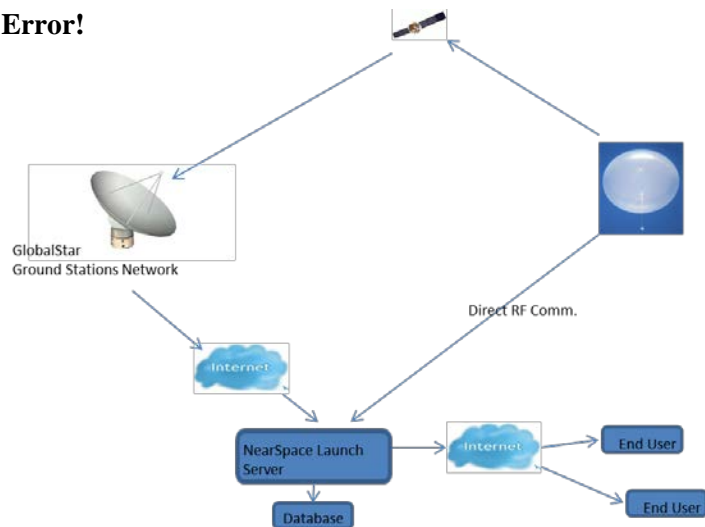 Error!
GlobalStar
Ground Stations Network
Direct RF Comm.
Internet
NearSpace Launch
Server
Internet
End User
End User
Database